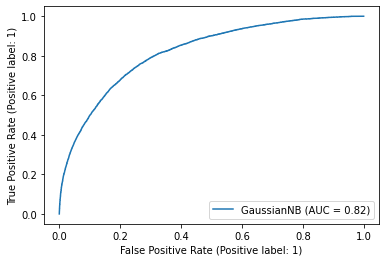 1.0
0.8
0.6
0.4
0.2
0.0
True Positive Rate (Positive label: 1)
GaussianNB (AUC = 0.82)
0.0 0.2 0.4 0.6 0.8 1.0
False Positive Rate (Positive label: 1)